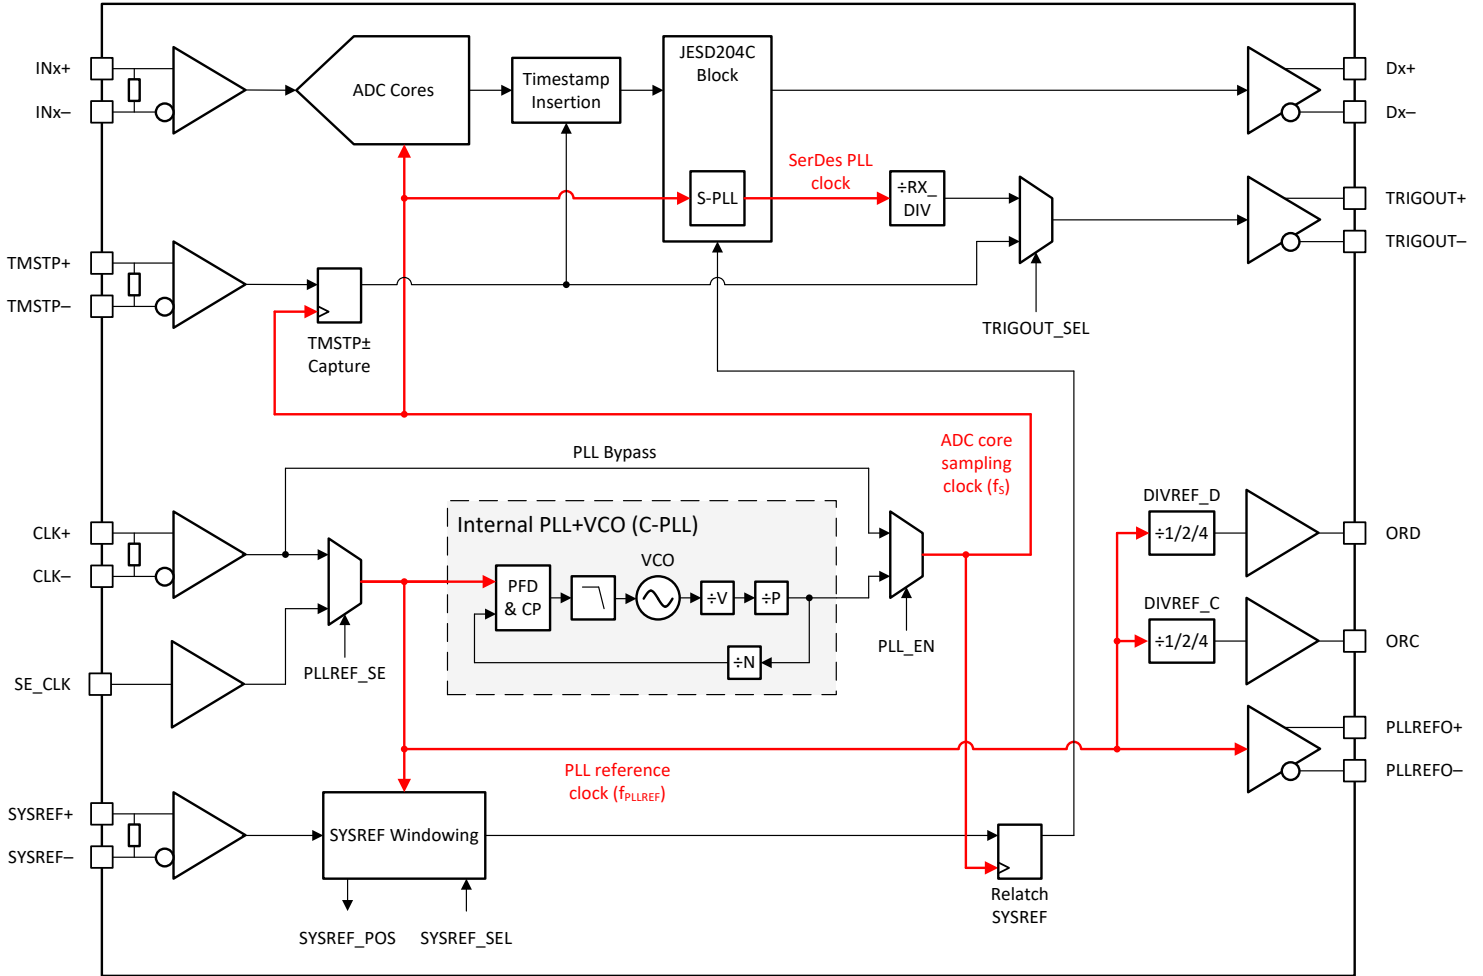 INx+
INx–
ADC Cores
Timestamp
Insertion
JESD204C
Block
S-PLL
SerDes PLL
clock
÷RX_
DIV
Dx+
Dx–
TRIGOUT+
TRIGOUT–
TRIGOUT_SEL
TMSTP+
TMSTP–
TMSTP±
Capture
PLL Bypass
ADC core
sampling
clock (fS)
CLK+
CLK–
SE_CLK
PLLREF_SE
Internal PLL+VCO (C-PLL)
PFD
& CP
VCO
÷V
÷P
÷N
PLL_EN
DIVREF_D
÷1/2/4
ORD
DIVREF_C
÷1/2/4
ORC
PLLREFO+
PLLREFO–
PLL reference
clock (fPLLREF)
SYSREF+
SYSREF–
SYSREF Windowing
SYSREF_POS
SYSREF_SEL
Relatch
SYSREF